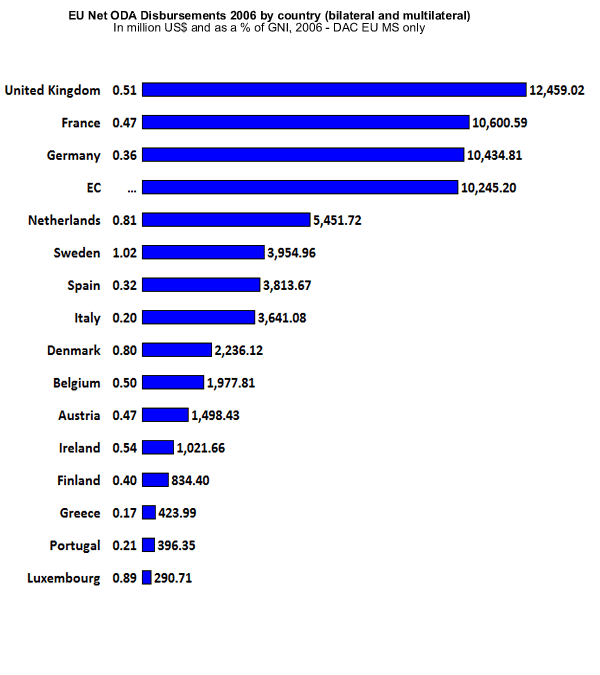 EU Net ODA Disbursements 2006 by country (bilateral and multilateral)
In million US$ and as a % of GNI, 2006 - DAC EU MS only
United Kingdom 0.51 12,459.02
France 0.47 10,600.59
Germany 0.36 10,434.81
EC ... 10,245.20
Netherlands 0.81 5,451.72
Sweden 1.02 3,954.96
Spain 0.32 3,813.67
Italy 0.20 3,641.08
Denmark 0.80 2,236.12
Belgium 0.50 1,977.81
Austria 0.47 1,498.43
Ireland 0.54 1,021.66
Finland 0.40 834.40
Greece 0.17 423.99
Portugal 0.21 396.35
Luxembourg 0.89 290.71